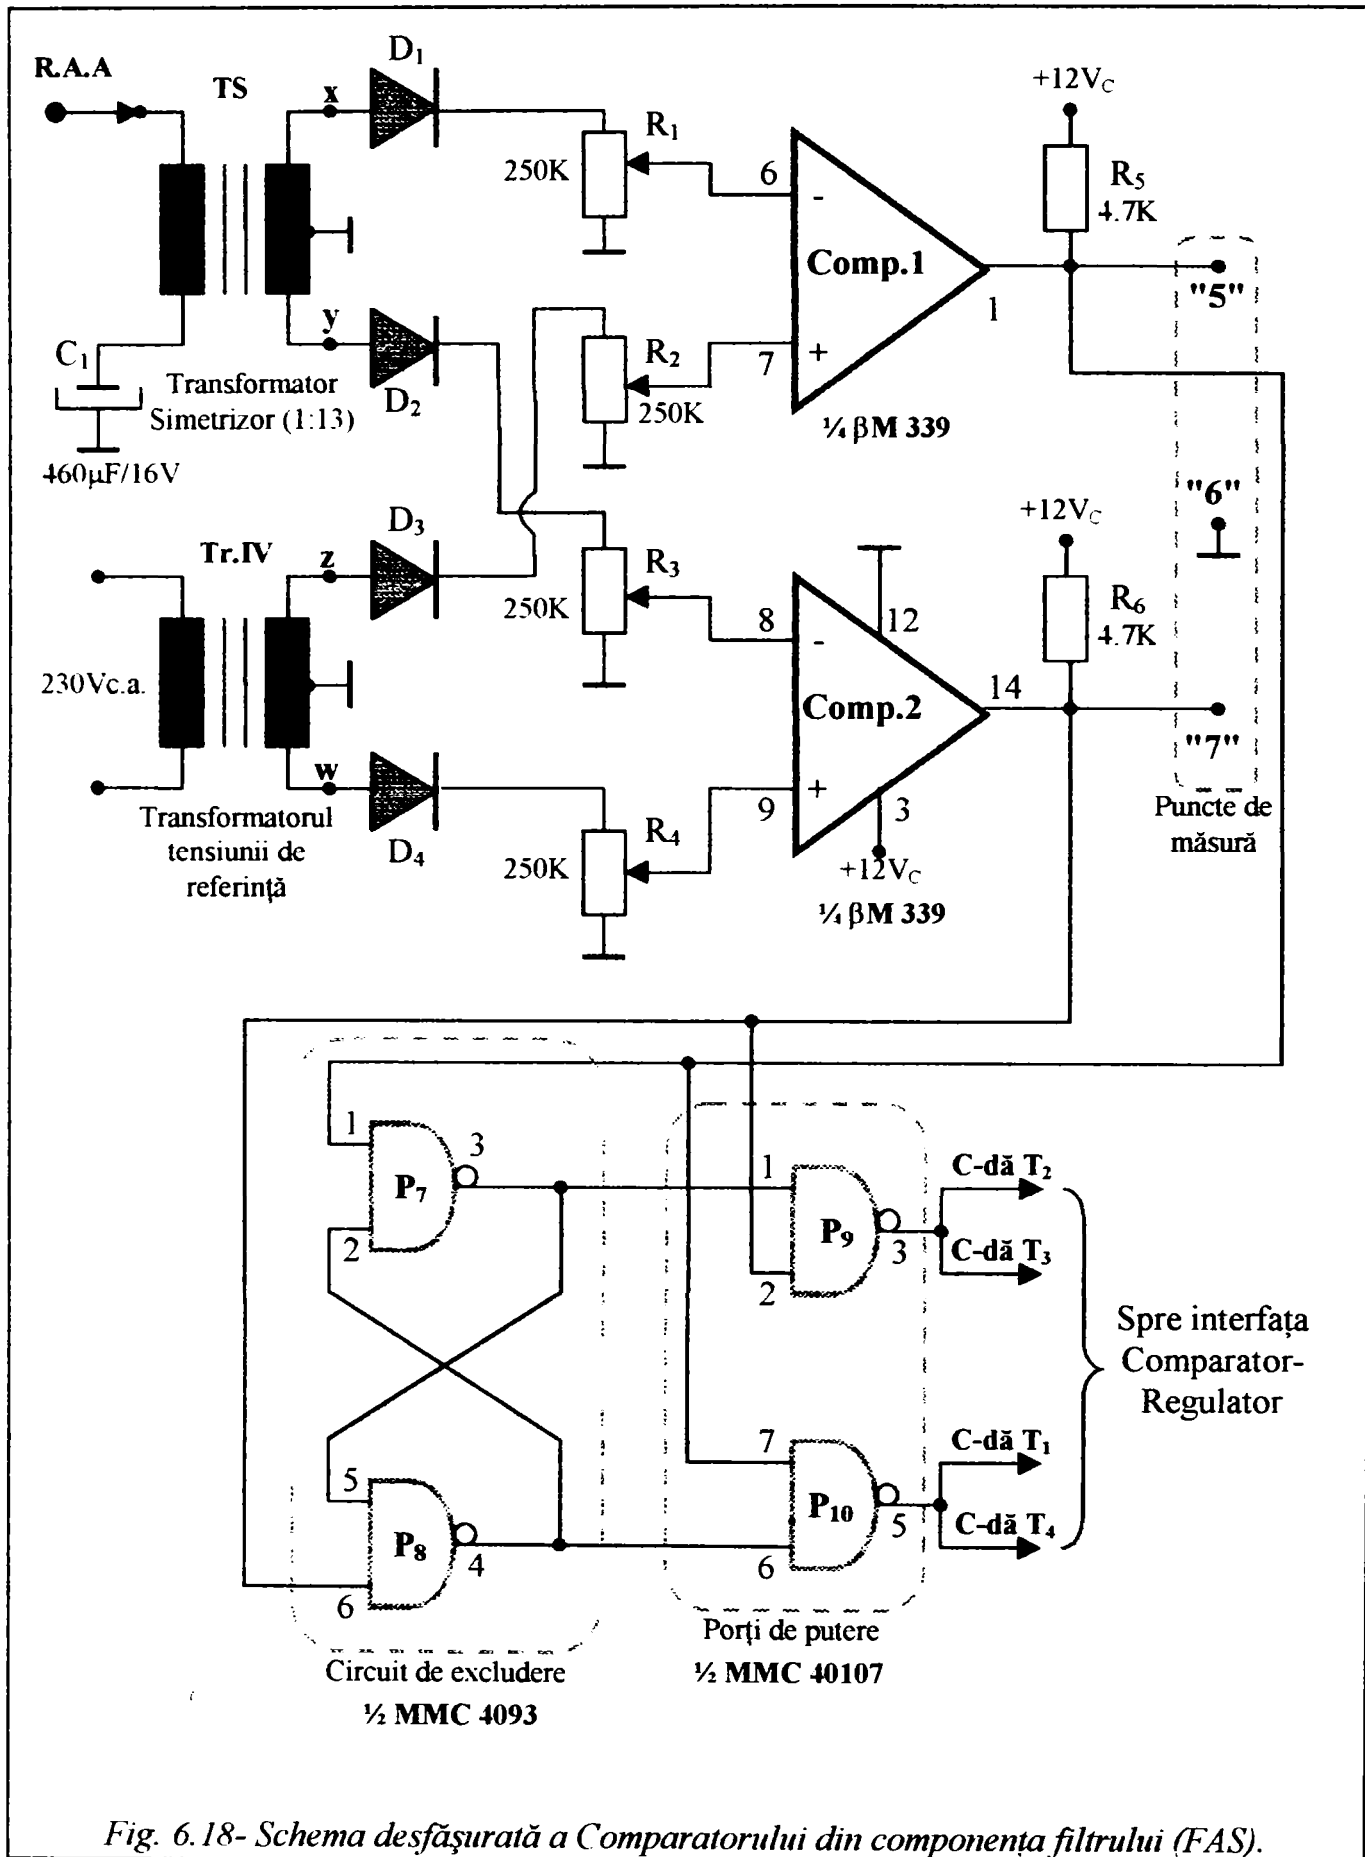 R.A.A
TS
x
D1
R1
250K
6
-
Comp.1
1
+12VC
R5
4.7K
"5"
y
D2
C1
Transformator
Simetrizor (1:13)
460µF/16V
R2
250K
7
+
¼ βM 339
"6"
+12VC
Tr.IV
z
D3
R3
250K
8
-
12
Comp.2
14
R6
4.7K
"7"
230Vc.a.
w
D4
Transformatorul
tensiunii de
referință
R4
250K
9
+
3
+12VC
¼ βM 339
Puncte de
măsură
1
P7
3
2
1
P9
3
2
C-dă T2
C-dă T3
Spre interfața
Comparator-
Regulator
5
P8
4
6
7
P10
5
6
C-dă T1
C-dă T4
Circuit de excludere
½ MMC 4093
Porți de putere
½ MMC 40107
Fig. 6.18- Schema desfășurată a Comparatorului din componența filtrului (FAS).